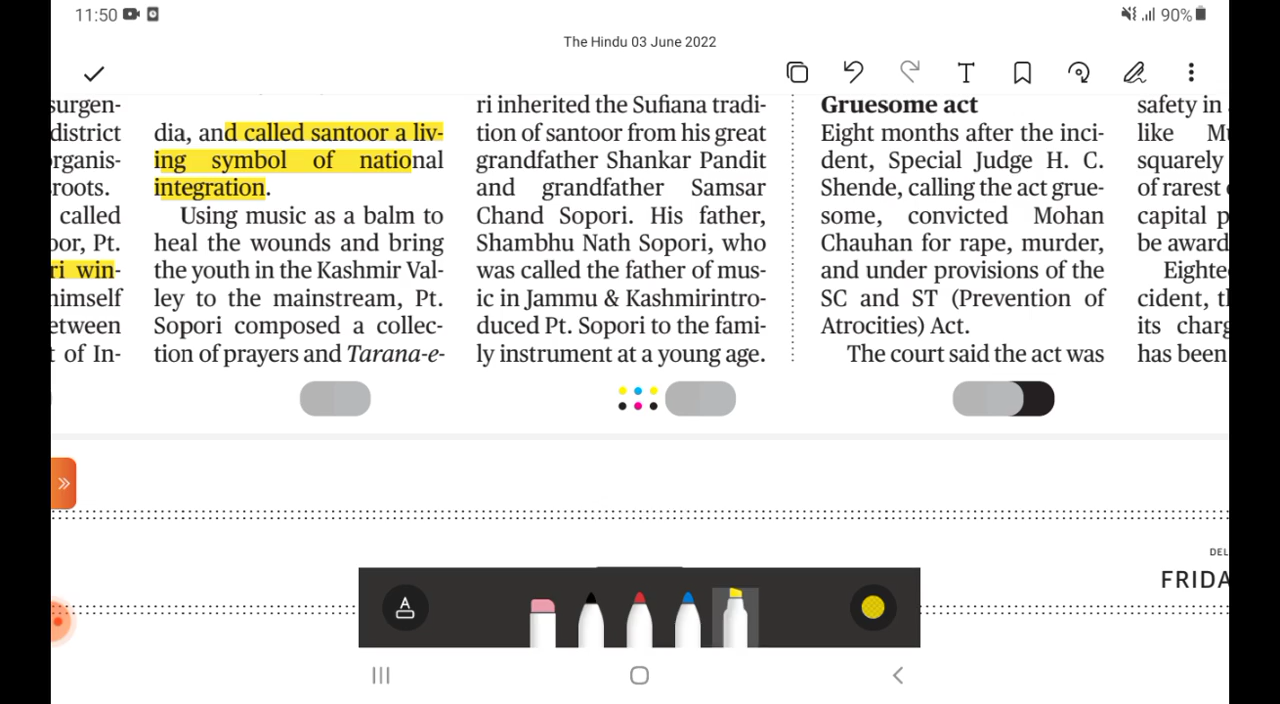 11:50
90%
The Hindu 03 June 2022
surgen-
district
organis-
roots.
called
oor, Pt.
ri win-
himself
etween
t of In-
dia, and called santoor a liv-
ing symbol of national
integration.
Using music as a balm to
heal the wounds and bring
the youth in the Kashmir Val-
ley to the mainstream, Pt.
Sopori composed a collec-
tion of prayers and Tarana-e-
ri inherited the Sufiana tradi-
tion of santoor from his great
grandfather Shankar Pandit
and grandfather Samsar
Chand Sopori. His father,
Shambhu Nath Sopori, who
was called the father of mus-
ic in Jammu & Kashmirintro-
duced Pt. Sopori to the fami-
ly instrument at a young age.
Gruesome act
Eight months after the inci-
dent, Special Judge H. C.
Shende, calling the act grue-
some, convicted Mohan
Chauhan for rape, murder,
and under provisions of the
SC and ST (Prevention of
Atrocities) Act.
The court said the act was
safety in
like Mu
squarely
of rarest
capital p
be award
Eightee
cident, t
its charg
has been
DEL
FRIDA
A